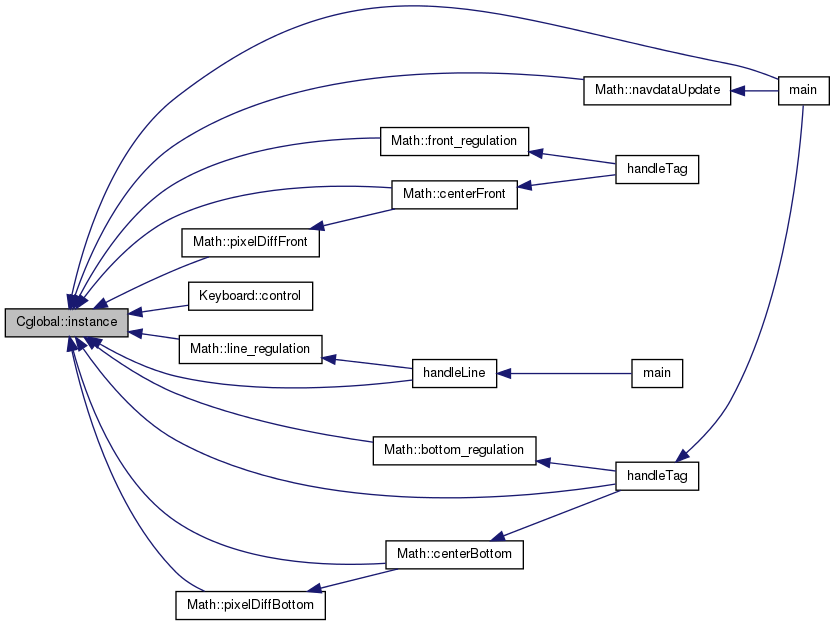 Math::navdataUpdate
main
Math::front_regulation
handleTag
Math::centerFront
Math::pixelDiffFront
Keyboard::control
Cglobal::instance
Math::line_regulation
handleLine
main
Math::bottom_regulation
handleTag
Math::centerBottom
Math::pixelDiffBottom